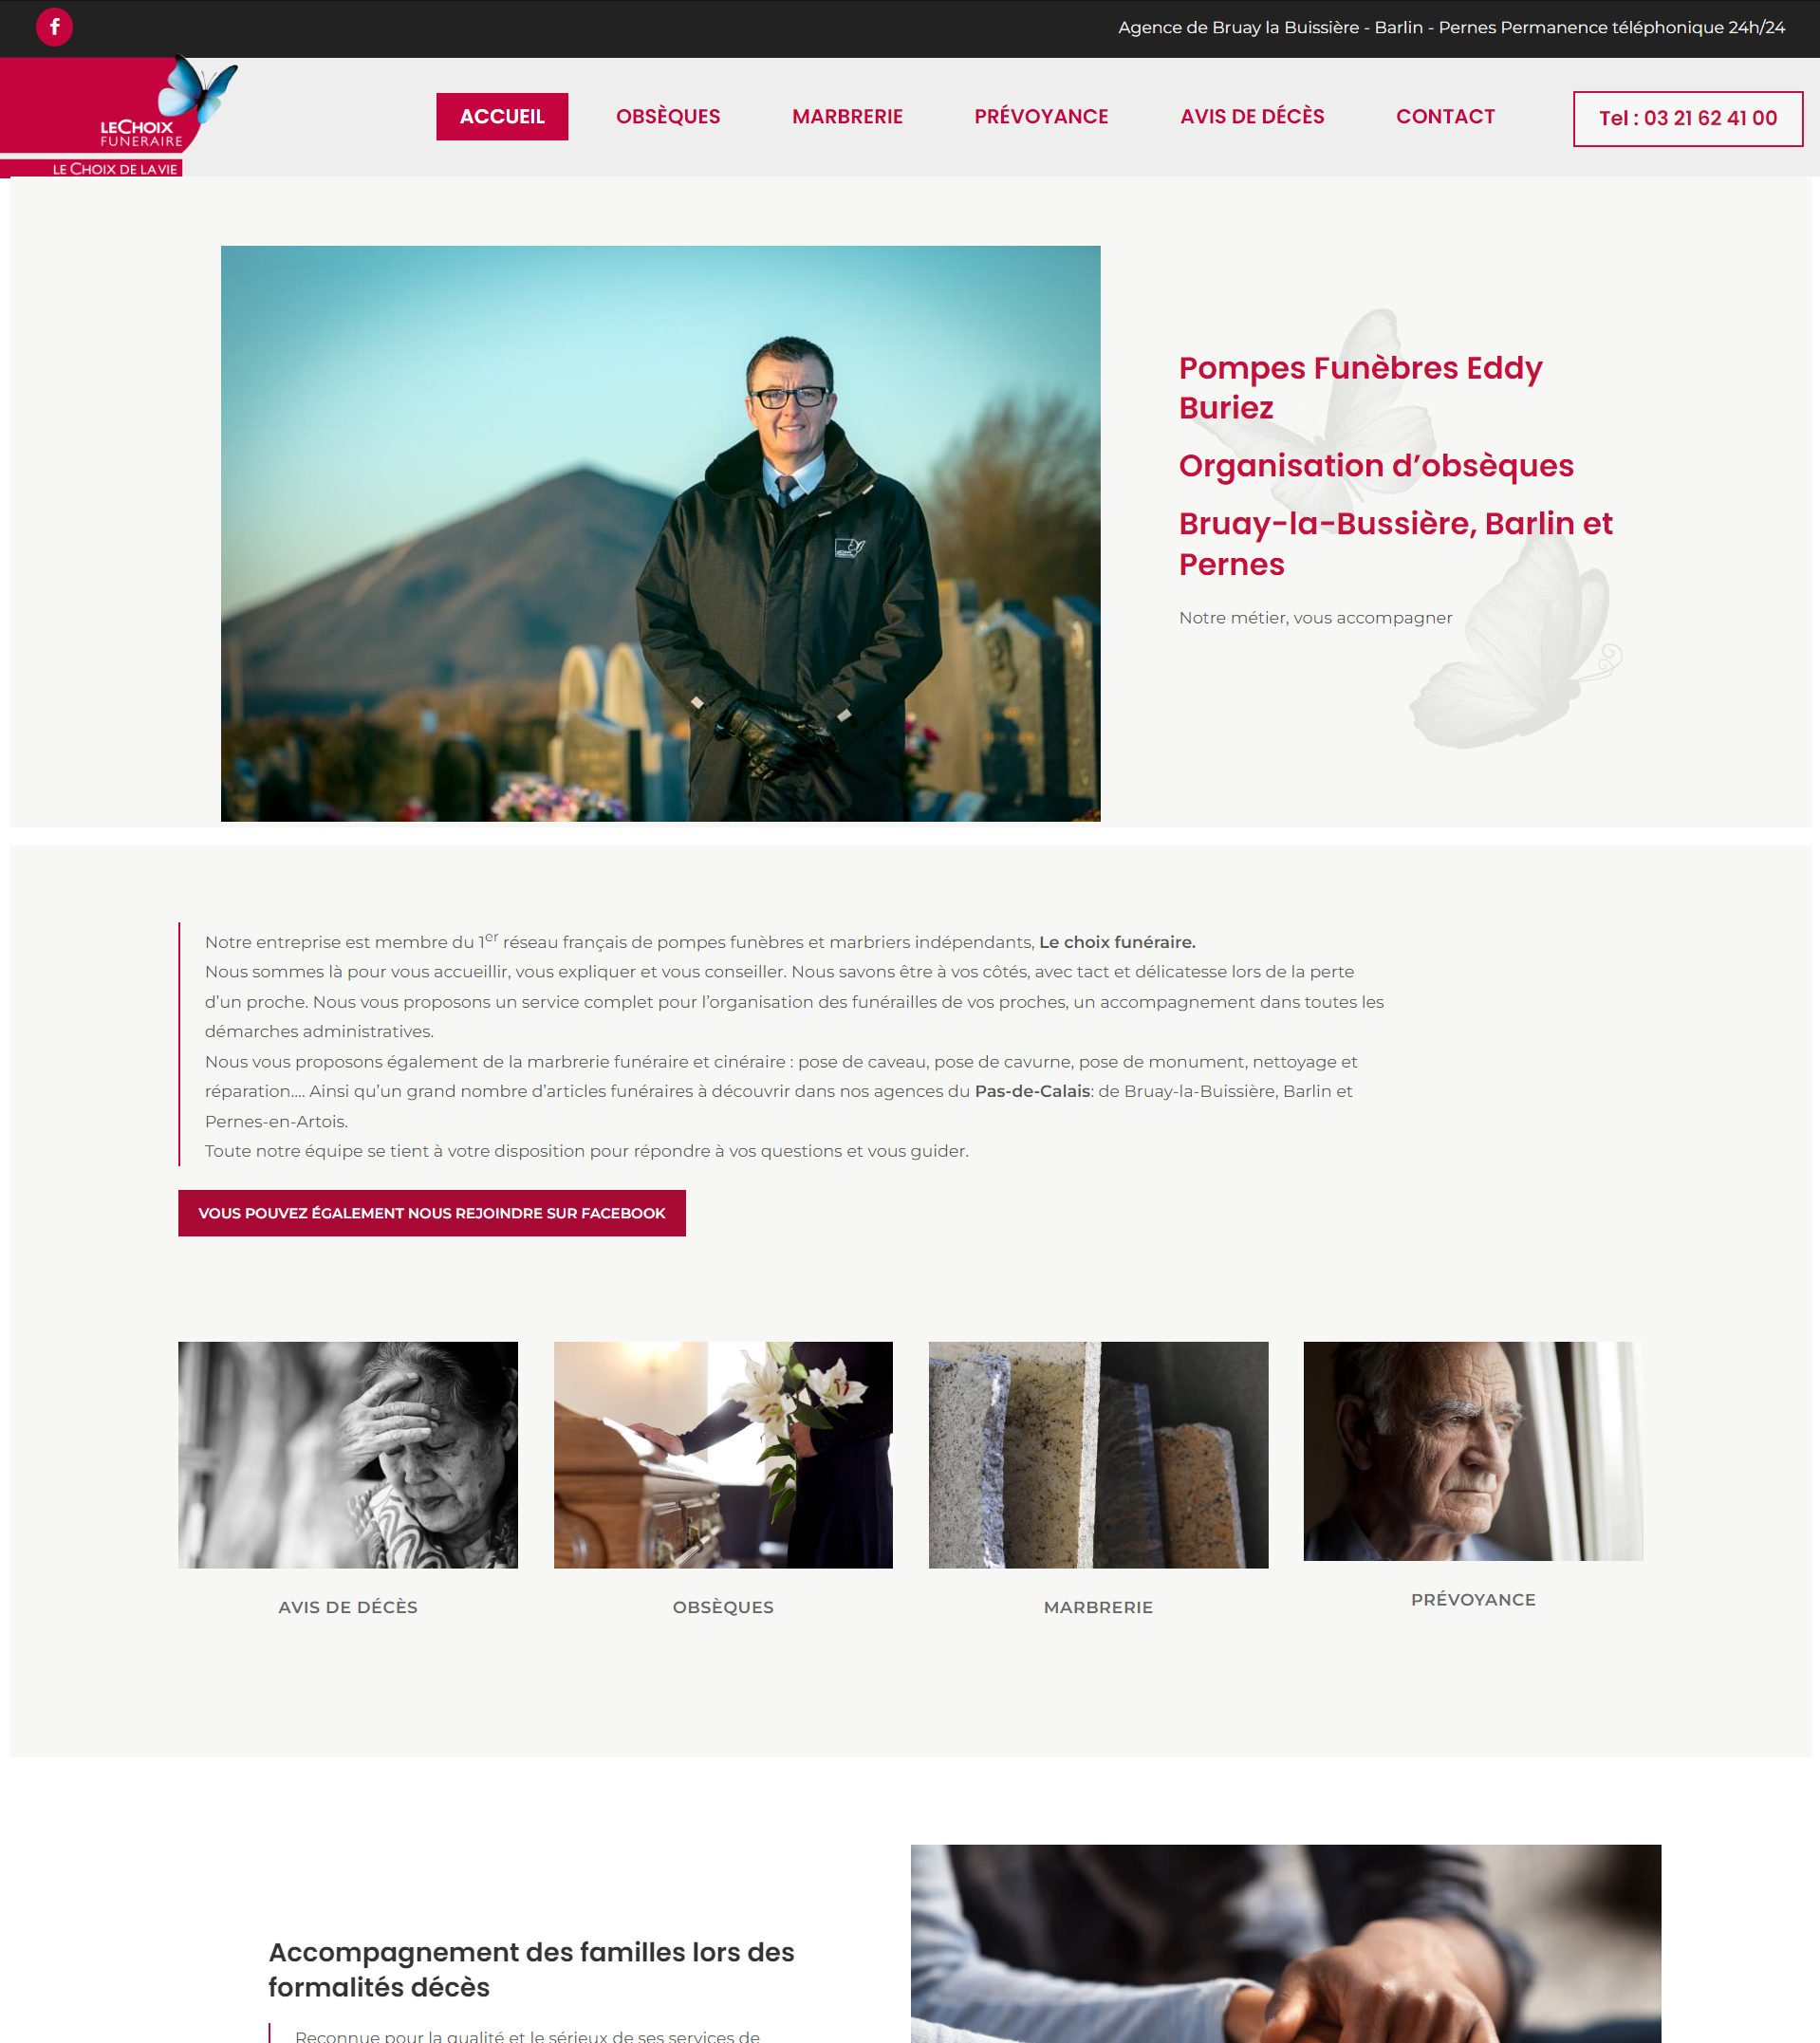 f
Agence de Bruay la Buissière - Barlin - Pernes Permanence téléphonique 24h/24
LE CHOIX
FUNÉRAIRE
LE CHOIX DE LA VIE
ACCUEIL
OBSÈQUES
MARBRERIE
PRÉVOYANCE
AVIS DE DÉCÈS
CONTACT
Tel : 03 21 62 41 00
Pompes Funèbres Eddy
Buriez
Organisation d’obsèques
Bruay-la-Bussière, Barlin et
Pernes
Notre métier, vous accompagner
Notre entreprise est membre du 1er réseau français de pompes funèbres et marbriers indépendants, Le choix funéraire.
Nous sommes là pour vous accueillir, vous expliquer et vous conseiller. Nous savons être à vos côtés, avec tact et délicatesse lors de la perte
d’un proche. Nous vous proposons un service complet pour l’organisation des funérailles de vos proches, un accompagnement dans toutes les
démarches administratives.
Nous vous proposons également de la marbrerie funéraire et cinéraire : pose de caveau, pose de cavurne, pose de monument, nettoyage et
réparation.... Ainsi qu’un grand nombre d’articles funéraires à découvrir dans nos agences du Pas-de-Calais: de Bruay-la-Buissière, Barlin et
Pernes-en-Artois.
Toute notre équipe se tient à votre disposition pour répondre à vos questions et vous guider.
VOUS POUVEZ ÉGALEMENT NOUS REJOINDRE SUR FACEBOOK
AVIS DE DÉCÈS
OBSÈQUES
MARBRERIE
PRÉVOYANCE
Accompagnement des familles lors des
formalités décès
Reconnue pour la qualité et le sérieux de ses services de